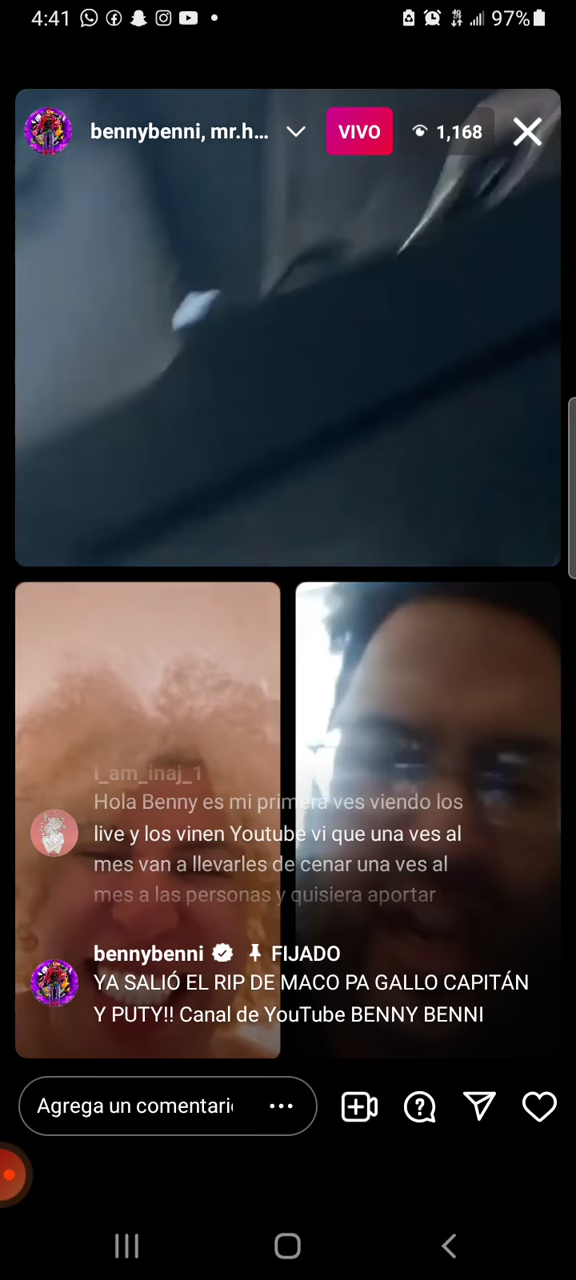 4:41
97%
bennybenni, mr.h...
VIVO
1,168
i_am_inaj_1
Hola Benny es mi primera ves viendo los
live y los vinen Youtube vi que una ves al
mes van a llevarles de cenar una ves al
mes a las personas y quisiera aportar
bennybenni FIJADO
YA SALIÓ EL RIP DE MACO PA GALLO CAPITÁN
Y PUTY!! Canal de YouTube BENNY BENNI
Agrega un comentari